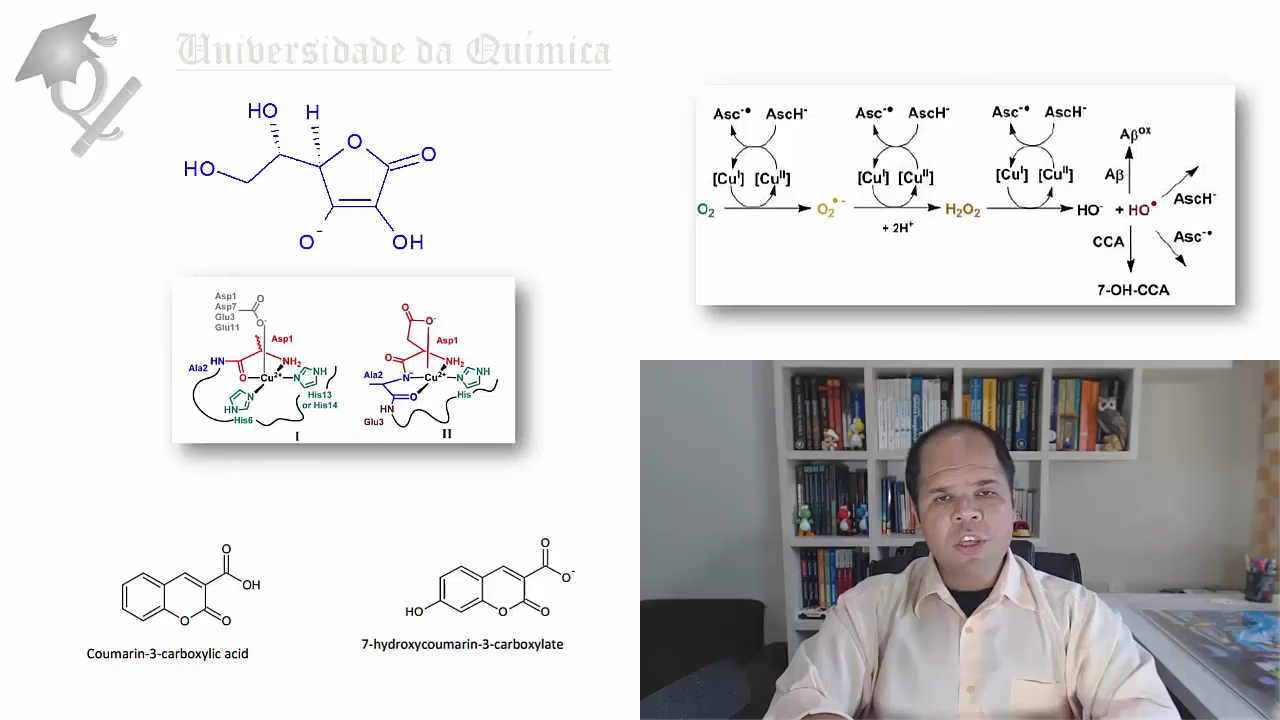 Universidade da Química
HO
H
O
O
HO
O⁻
OH
Asc⁻• AscH⁻ Asc⁻• AscH⁻ Asc⁻• AscH⁻
[Cuᴵ] [Cuᴵᴵ] [Cuᴵ] [Cuᴵᴵ] [Cuᴵ] [Cuᴵᴵ]
O₂ O₂•⁻ H₂O₂ HO⁻ + HO•
+ 2H⁺
Aβᵒˣ
Aβ
AscH⁻
CCA
Asc⁻•
7-OH-CCA
Asp1
Asp7
Glu3
Glu11
O
O⁻
Asp1
Ala2
HN
NH₂
O
Cu²⁺
N
NH
His13
or His14
N
HN
His6
I
O
O⁻
Asp1
O
NH₂
Ala2
N⁻
Cu²⁺
N
NH
His
O
HN
Glu3
II
O
OH
O
O
Coumarin-3-carboxylic acid
O
O⁻
HO
O
O
7-hydroxycoumarin-3-carboxylate